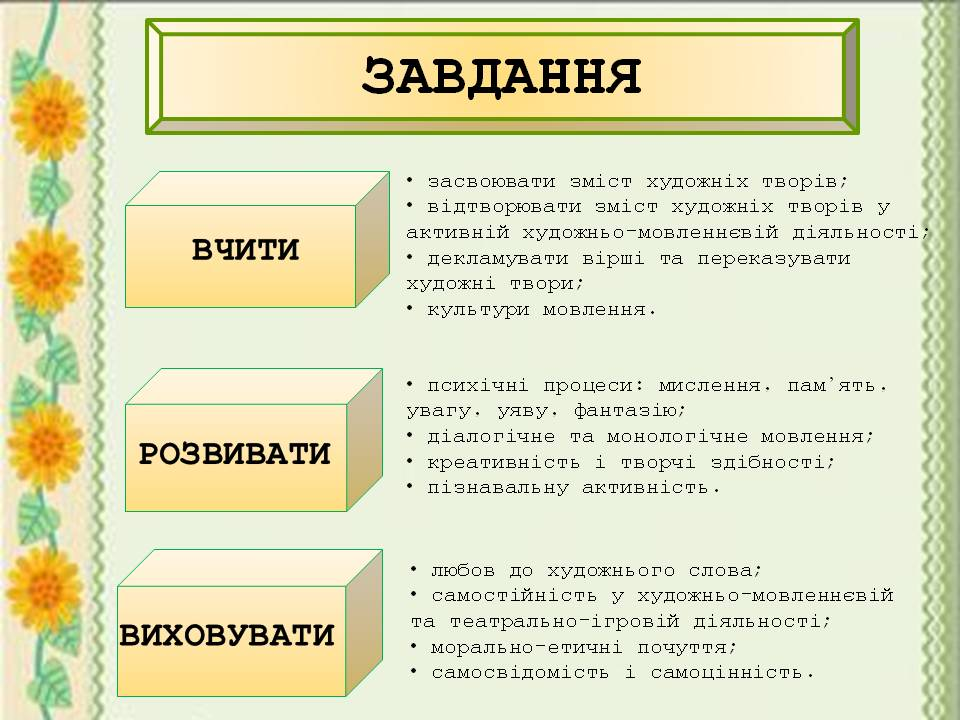 ЗАВДАННЯ
ВЧИТИ
• засвоювати зміст художніх творів;
• відтворювати зміст художніх творів у
активній художньо-мовленнєвій діяльності;
• декламувати вірші та переказувати
художні твори;
• культури мовлення.
РОЗВИВАТИ
• психічні процеси: мислення. пам’ять.
увагу. уяву. фантазію;
• діалогічне та монологічне мовлення;
• креативність і творчі здібності;
• пізнавальну активність.
ВИХОВУВАТИ
• любов до художнього слова;
• самостійність у художньо-мовленнєвій
та театрально-ігровій діяльності;
• морально-етичні почуття;
• самосвідомість і самоцінність.